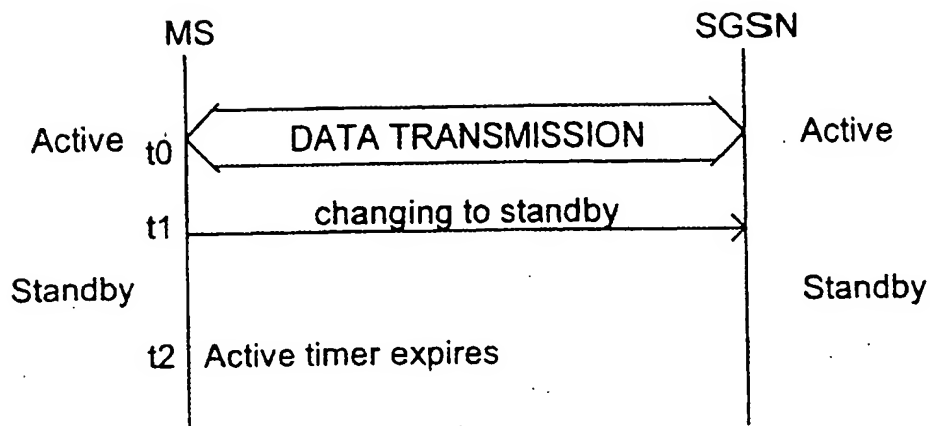 MS SGSN
Active t0 DATA TRANSMISSION Active
t1 changing to standby
Standby Standby
t2 Active timer expires